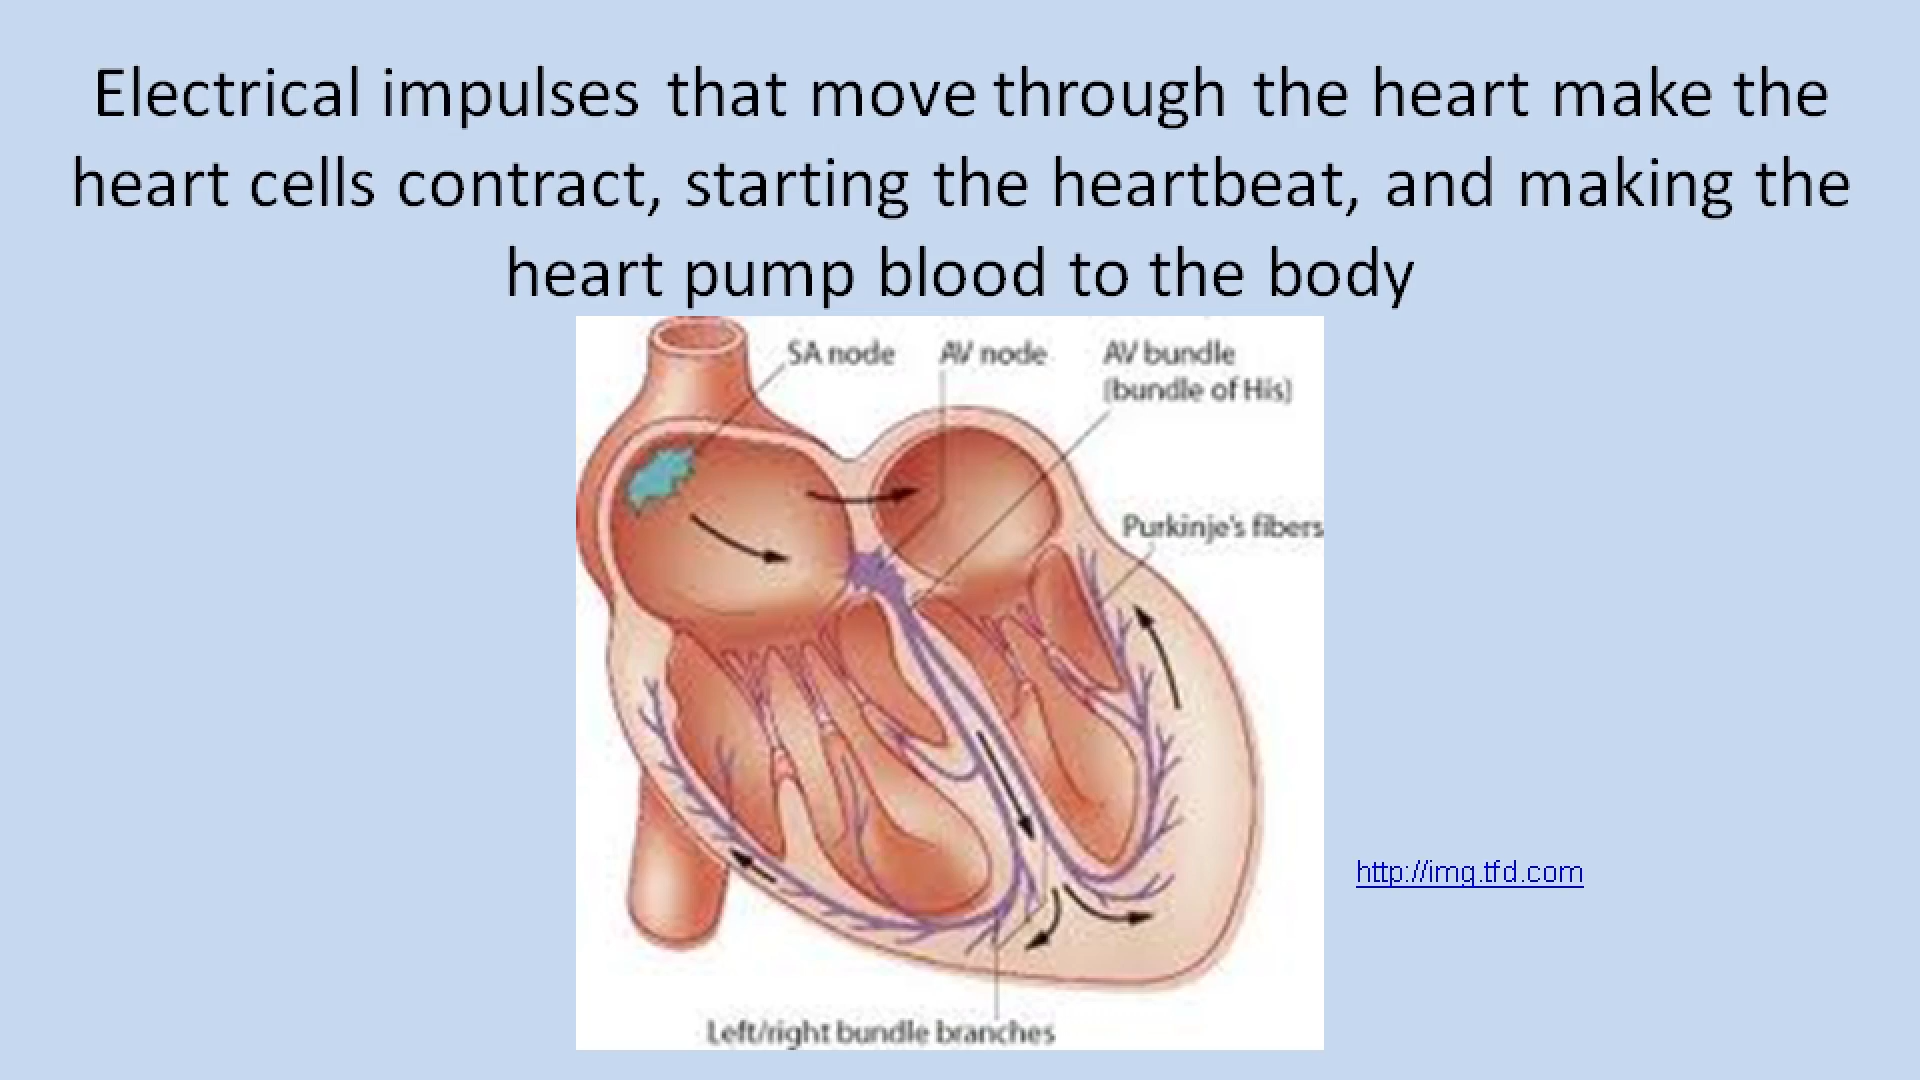 Electrical impulses that move through the heart make the
heart cells contract, starting the heartbeat, and making the
heart pump blood to the body
SA node
AV node
AV bundle
(bundle of His)
Purkinje's fibers
http://img.tfd.com
Left/right bundle branches